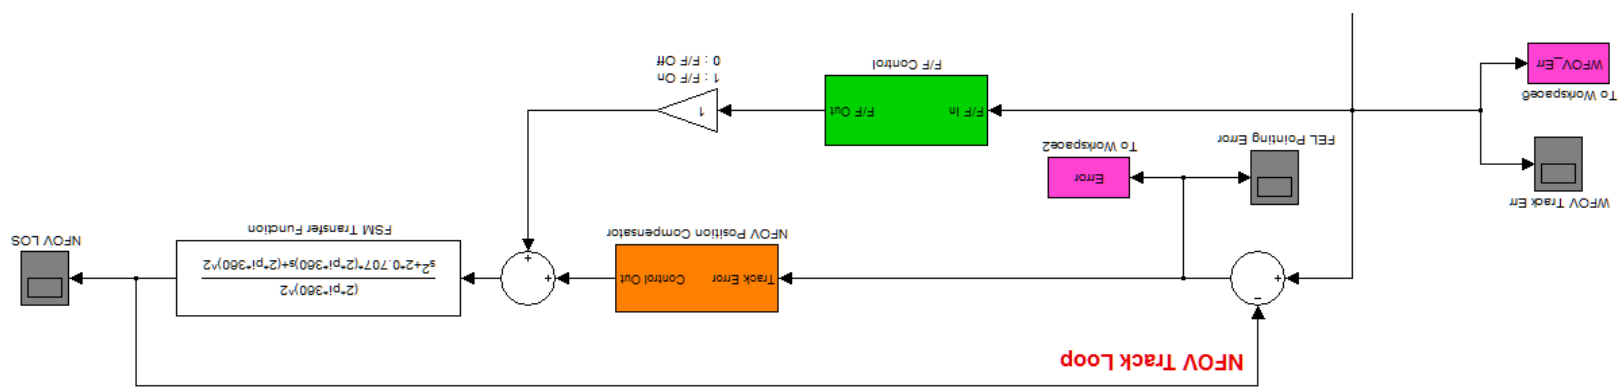 NFOV Track Loop
−
+
Track Error
Control Out
NFOV Position Compensator
+
+
(2*pi*360)^2
s²+2*0.707*(2*pi*360)s+(2*pi*360)^2
FSM Transfer Function
NFOV LOS
WFOV Track Err
FEL Pointing Error
Error
To Workspace2
WFOV_Err
To Workspace6
F/F In
F/F Out
F/F Control
1
1 : F/F On
0 : F/F Off